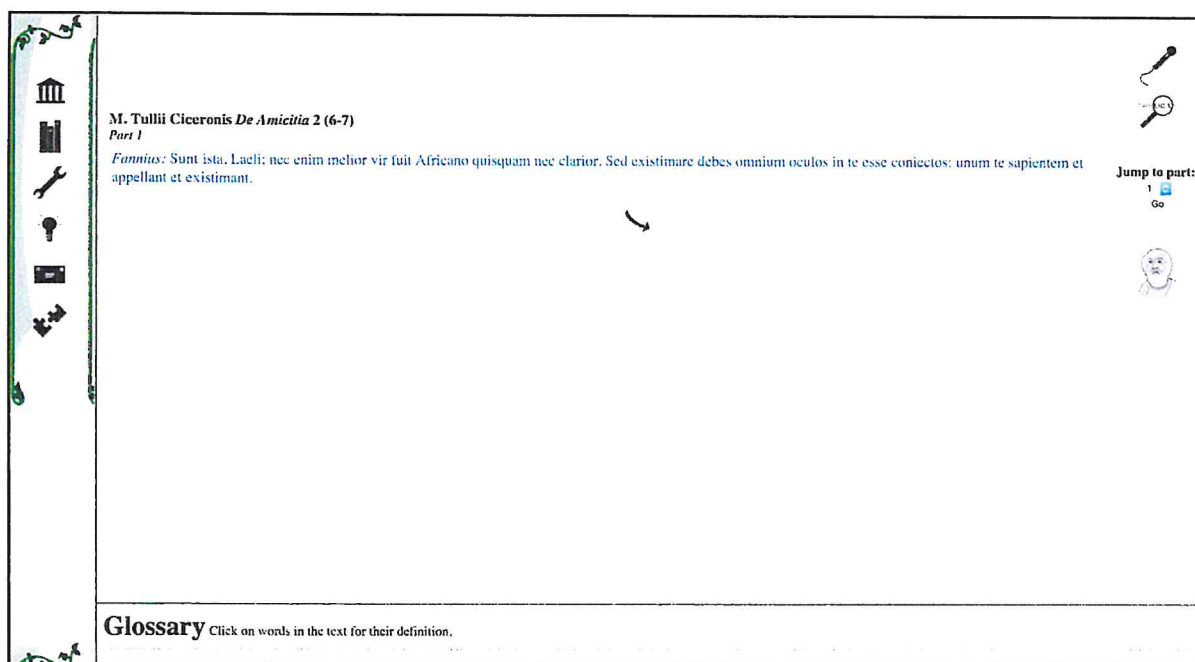 M. Tullii Ciceronis De Amicitia 2 (6-7)
Part 1
Fannius: Sunt ista, Laeli; nec enim melior vir fuit Africano quisquam nec clarior. Sed existimare debes omnium oculos in te esse coniectos: unum te sapientem et
appellant et existimant.
Jump to part:
1
Go
Glossary Click on words in the text for their definition.